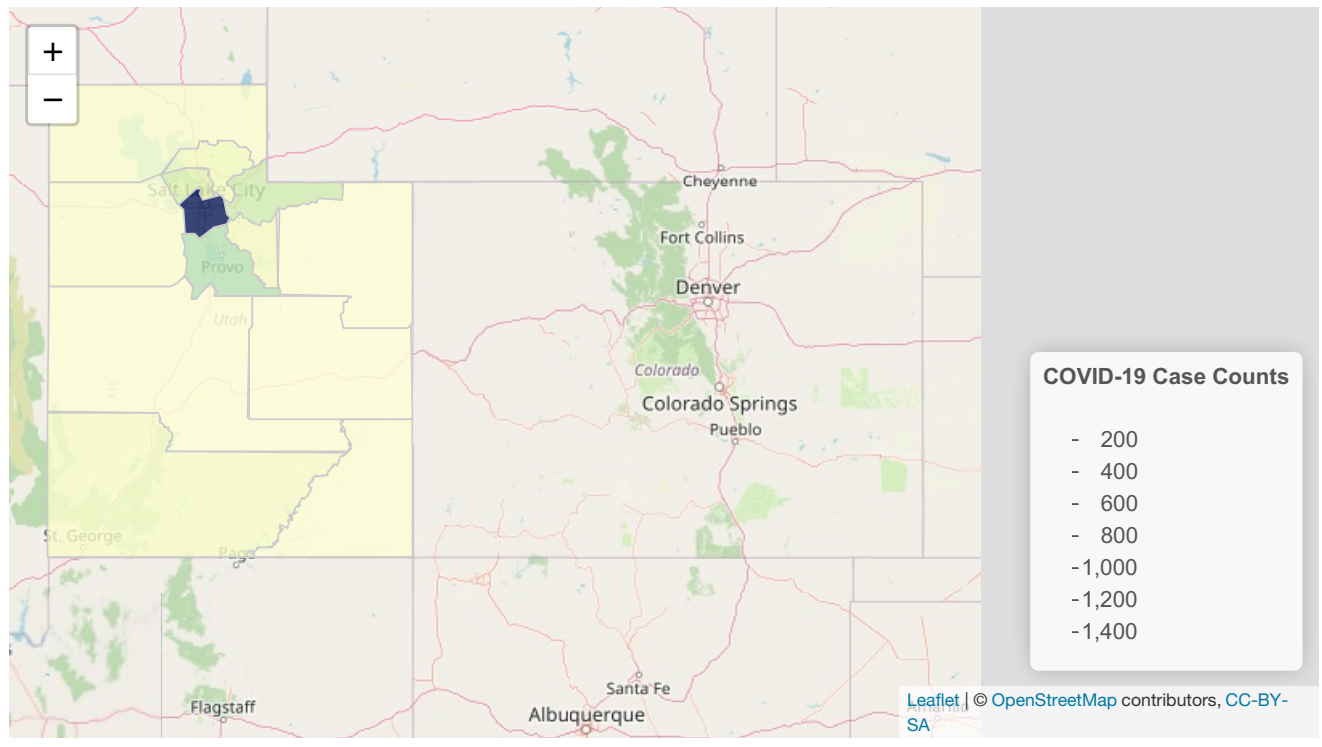 +
−
Salt Lake City
Cheyenne
Fort Collins
Provo
Denver
Utah
Colorado
COVID-19 Case Counts
Colorado Springs
Pueblo
- 200
- 400
- 600
- 800
-1,000
-1,200
-1,400
St. George
Page
Santa Fe
Flagstaff
Albuquerque
Leaflet | © OpenStreetMap contributors, CC-BY-
SA
Amarillo